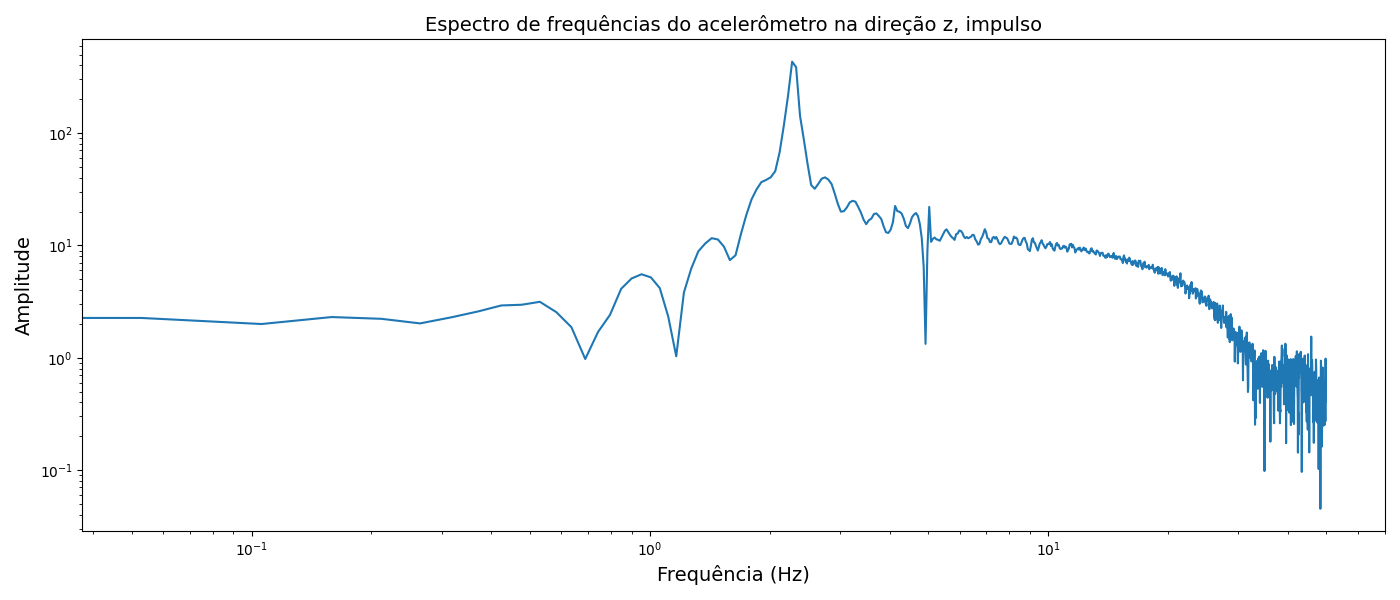 Espectro de frequências do acelerômetro na direção z, impulso
Amplitude
10²
10¹
10⁰
10⁻¹
10⁻¹ 10⁰ 10¹
Frequência (Hz)